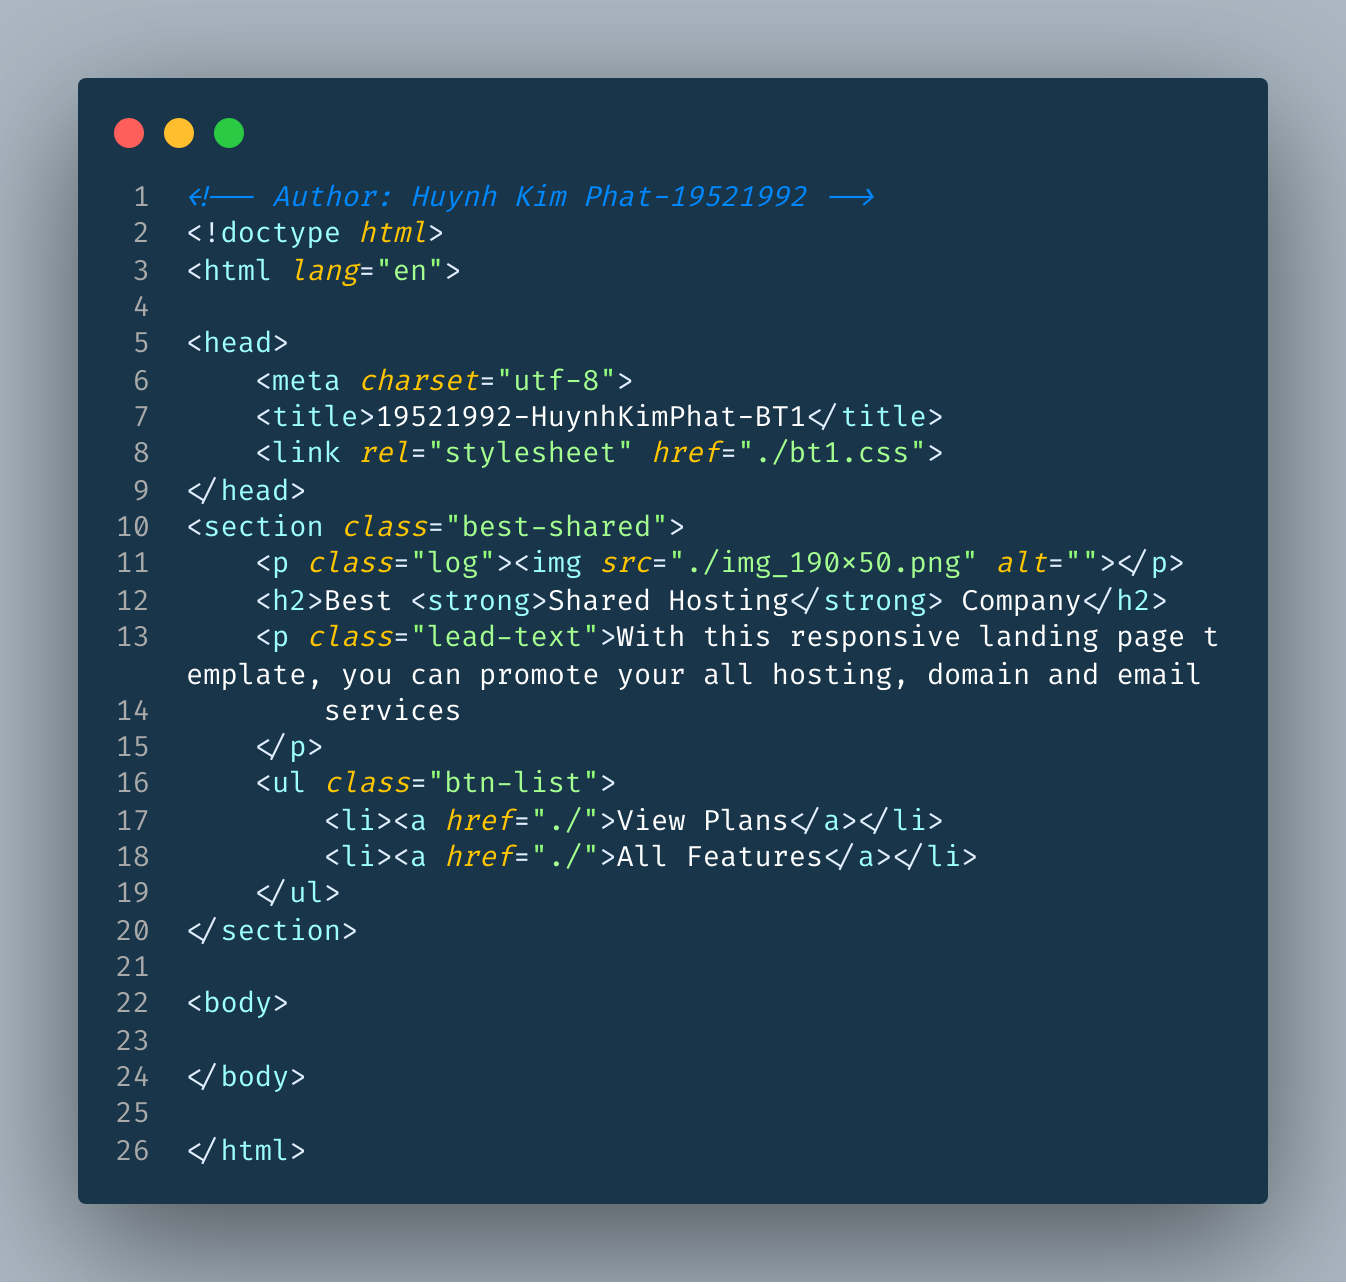 1 <!-- Author: Huynh Kim Phat-19521992 -->
2 <!doctype html>
3 <html lang="en">
4
5 <head>
6     <meta charset="utf-8">
7     <title>19521992-HuynhKimPhat-BT1</title>
8     <link rel="stylesheet" href="./bt1.css">
9 </head>
10 <section class="best-shared">
11     <p class="log"><img src="./img_190x50.png" alt=""></p>
12     <h2>Best <strong>Shared Hosting</strong> Company</h2>
13     <p class="lead-text">With this responsive landing page t
emplate, you can promote your all hosting, domain and email
14         services
15     </p>
16     <ul class="btn-list">
17         <li><a href="./">View Plans</a></li>
18         <li><a href="./">All Features</a></li>
19     </ul>
20 </section>
21
22 <body>
23
24 </body>
25
26 </html>